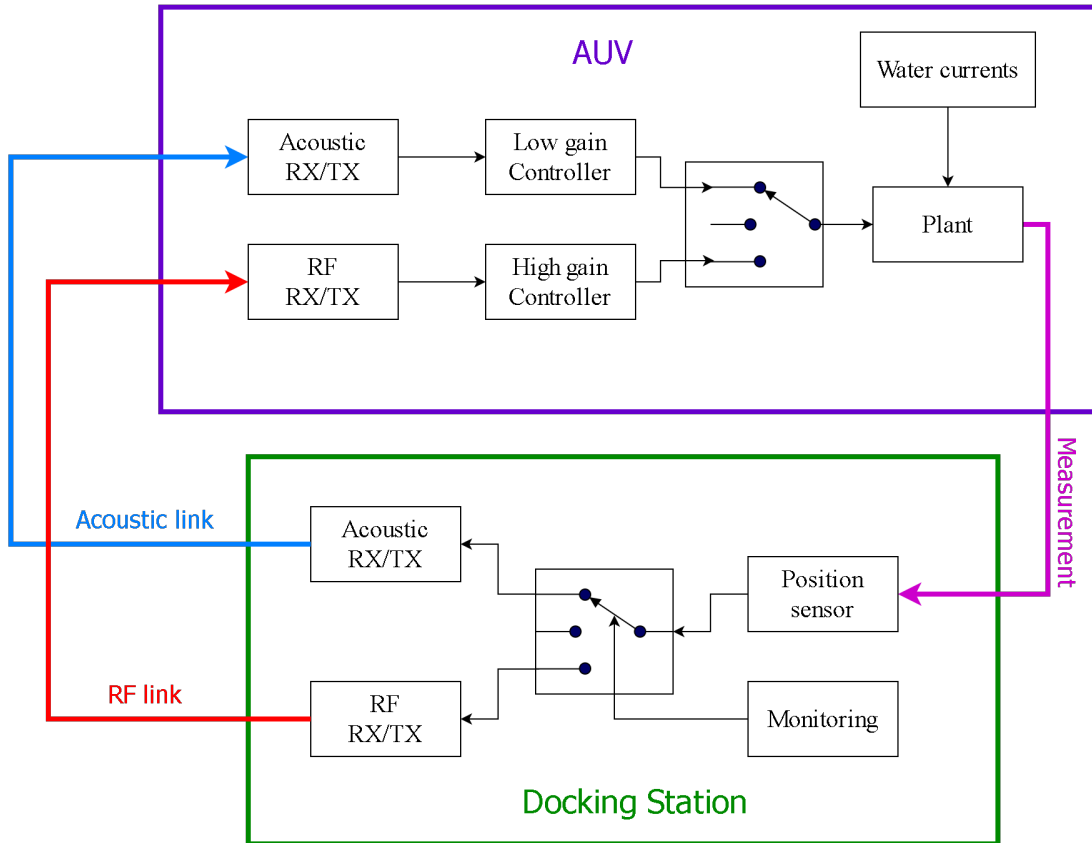 AUV
Water currents
Acoustic
RX/TX
Low gain
Controller
Plant
RF
RX/TX
High gain
Controller
Measurement
Acoustic link
Acoustic
RX/TX
Position
sensor
RF link
RF
RX/TX
Monitoring
Docking Station